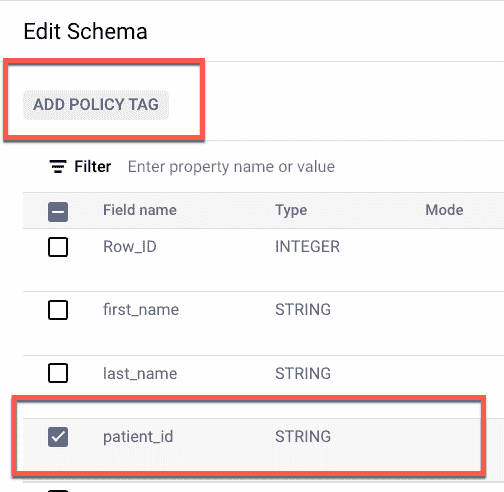 Edit Schema
ADD POLICY TAG
Filter Enter property name or value
Field name Type Mode
Row_ID INTEGER
first_name STRING
last_name STRING
patient_id STRING